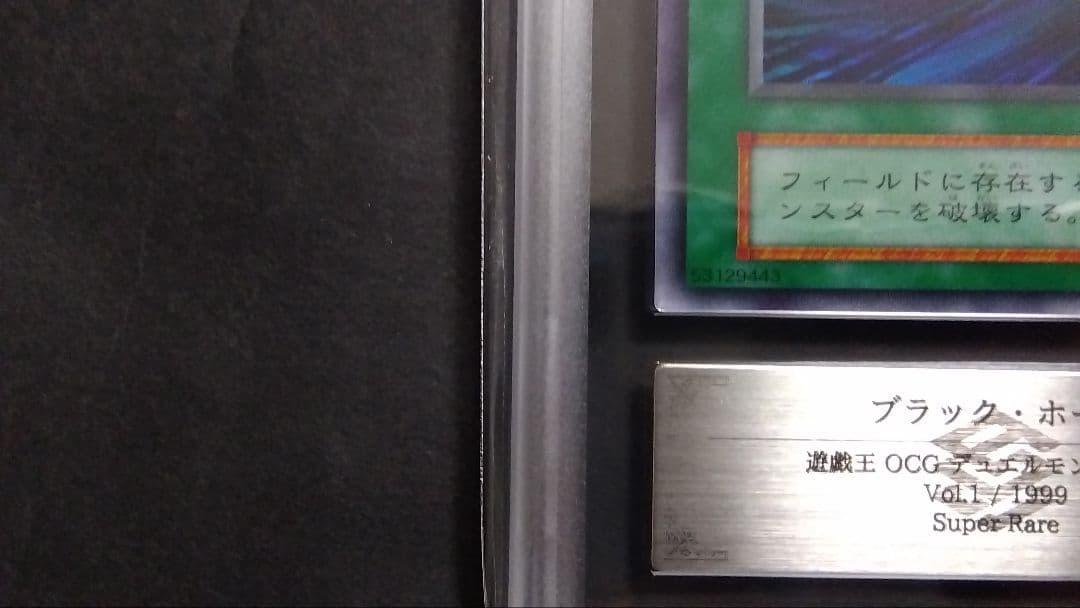 フィールドに存在する
ンスターを破壊する。
53129443
ブラック・ホー
遊戯王 OCG デュエルモン
Vol.1 / 1999
Super Rare